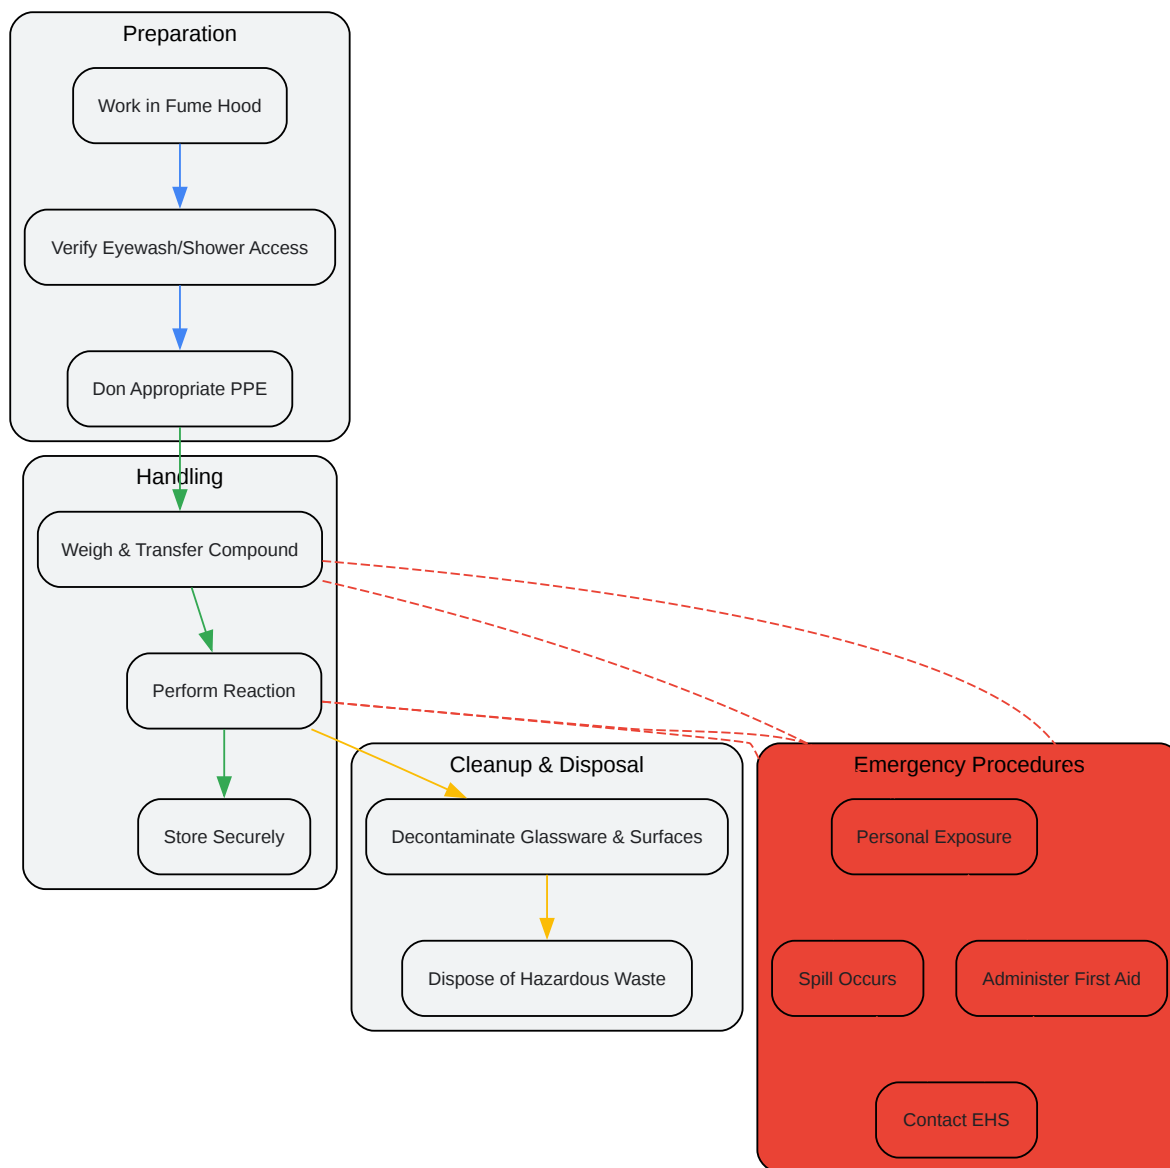 Preparation
Work in Fume Hood
Verify Eyewash/Shower Access
Don Appropriate PPE
Handling
Weigh & Transfer Compound
Perform Reaction
Store Securely
Cleanup & Disposal
Decontaminate Glassware & Surfaces
Dispose of Hazardous Waste
Emergency Procedures
Personal Exposure
Spill Occurs
Administer First Aid
Contact EHS